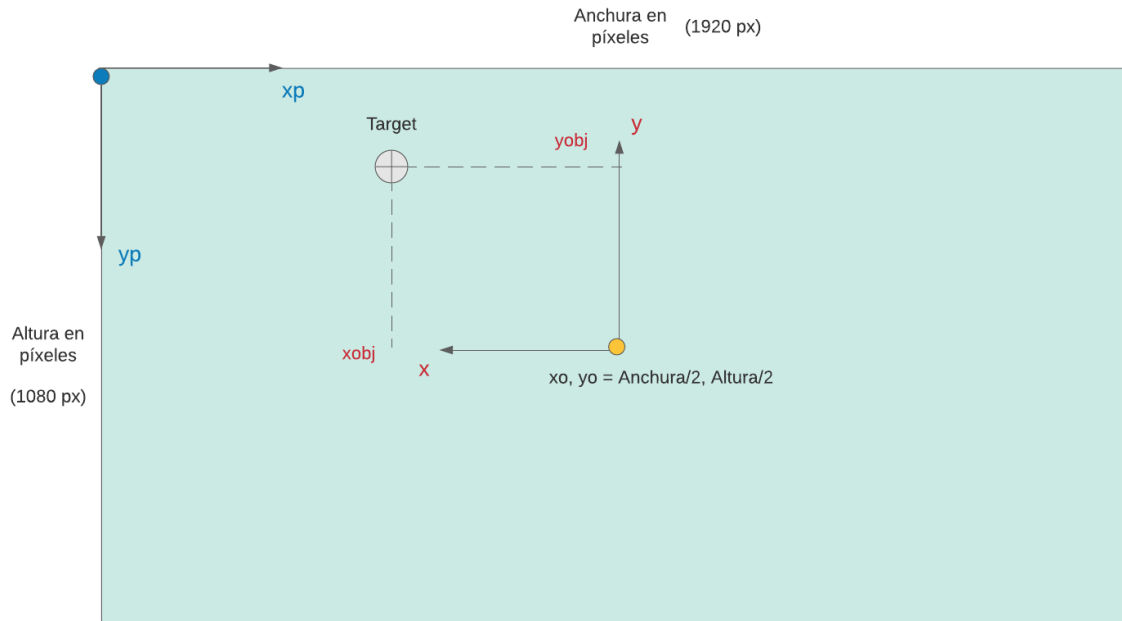 Anchura en
píxeles
(1920 px)
xp
Target
y
yobj
yp
Altura en
píxeles
(1080 px)
xobj
x
xo, yo = Anchura/2, Altura/2